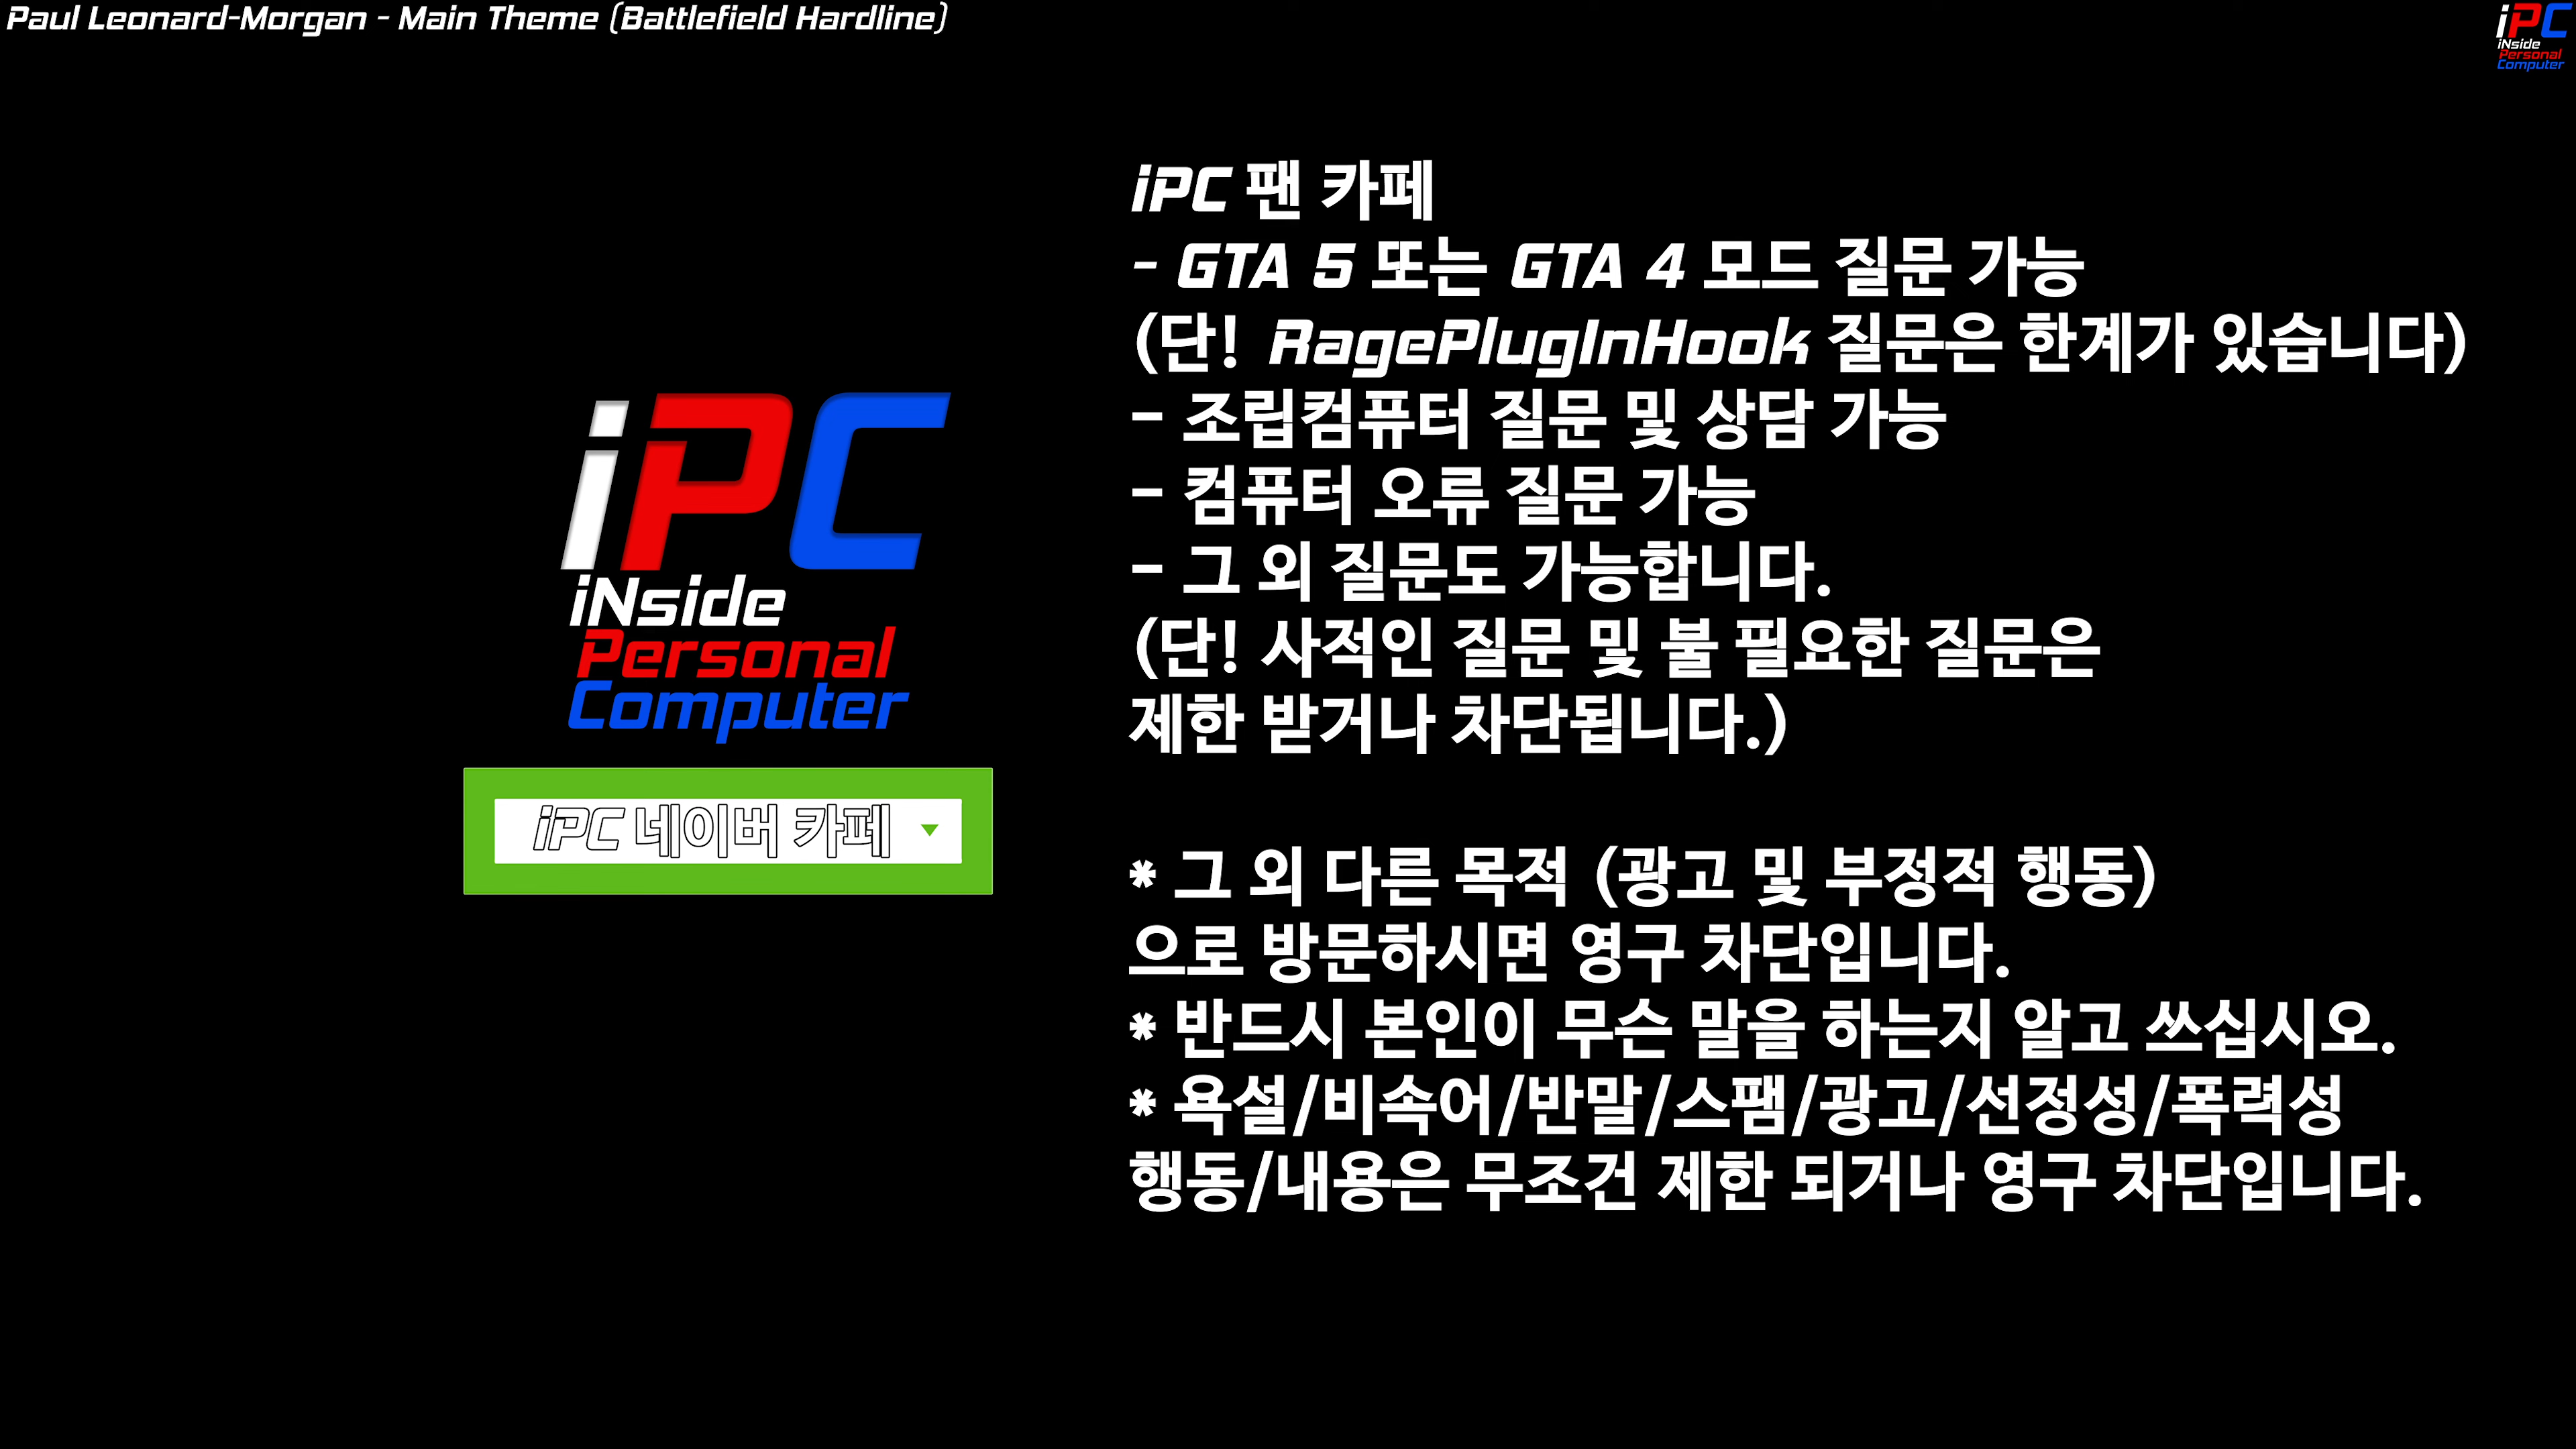 Paul Leonard-Morgan - Main Theme (Battlefield Hardline)
iPC
iNside
Personal
Computer
iPC
iNside
Personal
Computer
iPC 네이버 카페
iPC 팬 카페
- GTA 5 또는 GTA 4 모드 질문 가능
(단! RagePlugInHook 질문은 한계가 있습니다)
- 조립컴퓨터 질문 및 상담 가능
- 컴퓨터 오류 질문 가능
- 그 외 질문도 가능합니다.
(단! 사적인 질문 및 불 필요한 질문은
제한 받거나 차단됩니다.)
* 그 외 다른 목적 (광고 및 부정적 행동)
으로 방문하시면 영구 차단입니다.
* 반드시 본인이 무슨 말을 하는지 알고 쓰십시오.
* 욕설/비속어/반말/스팸/광고/선정성/폭력성
행동/내용은 무조건 제한 되거나 영구 차단입니다.